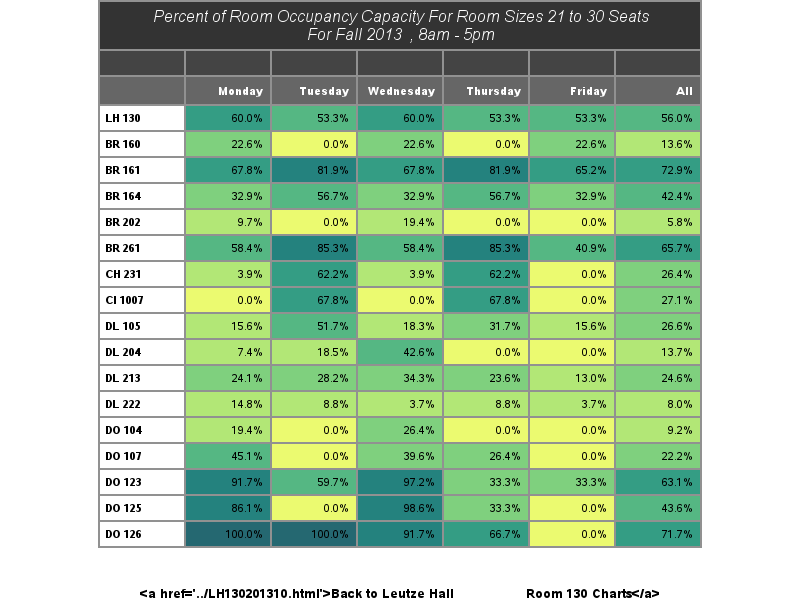 Percent of Room Occupancy Capacity For Room Sizes 21 to 30 Seats
For Fall 2013 , 8am - 5pm
Monday Tuesday Wednesday Thursday Friday All
LH 130 60.0% 53.3% 60.0% 53.3% 53.3% 56.0%
BR 160 22.6% 0.0% 22.6% 0.0% 22.6% 13.6%
BR 161 67.8% 81.9% 67.8% 81.9% 65.2% 72.9%
BR 164 32.9% 56.7% 32.9% 56.7% 32.9% 42.4%
BR 202 9.7% 0.0% 19.4% 0.0% 0.0% 5.8%
BR 261 58.4% 85.3% 58.4% 85.3% 40.9% 65.7%
CH 231 3.9% 62.2% 3.9% 62.2% 0.0% 26.4%
CI 1007 0.0% 67.8% 0.0% 67.8% 0.0% 27.1%
DL 105 15.6% 51.7% 18.3% 31.7% 15.6% 26.6%
DL 204 7.4% 18.5% 42.6% 0.0% 0.0% 13.7%
DL 213 24.1% 28.2% 34.3% 23.6% 13.0% 24.6%
DL 222 14.8% 8.8% 3.7% 8.8% 3.7% 8.0%
DO 104 19.4% 0.0% 26.4% 0.0% 0.0% 9.2%
DO 107 45.1% 0.0% 39.6% 26.4% 0.0% 22.2%
DO 123 91.7% 59.7% 97.2% 33.3% 33.3% 63.1%
DO 125 86.1% 0.0% 98.6% 33.3% 0.0% 43.6%
DO 126 100.0% 100.0% 91.7% 66.7% 0.0% 71.7%
<a href='../LH130201310.html'>Back to Leutze Hall Room 130 Charts</a>